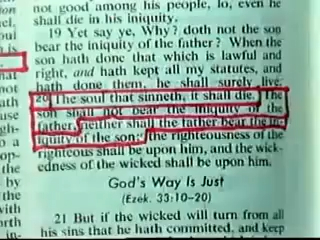 not good among his people, lo, even he
shall die in his iniquity.
19 Yet say ye, Why? doth not the son
bear the iniquity of the father? When the
son hath done that which is lawful and
right, and hath kept all my statutes, and
hath done them, he shall surely live.
20 The soul that sinneth, it shall die. The
son shall not bear the iniquity of the
father, neither shall the father bear the in-
iquity of the son: the righteousness of the
righteous shall be upon him, and the wick-
edness of the wicked shall be upon him.
God's Way Is Just
(Ezek. 33:10–20)
21 But if the wicked will turn from all
his sins that he hath committed, and keep